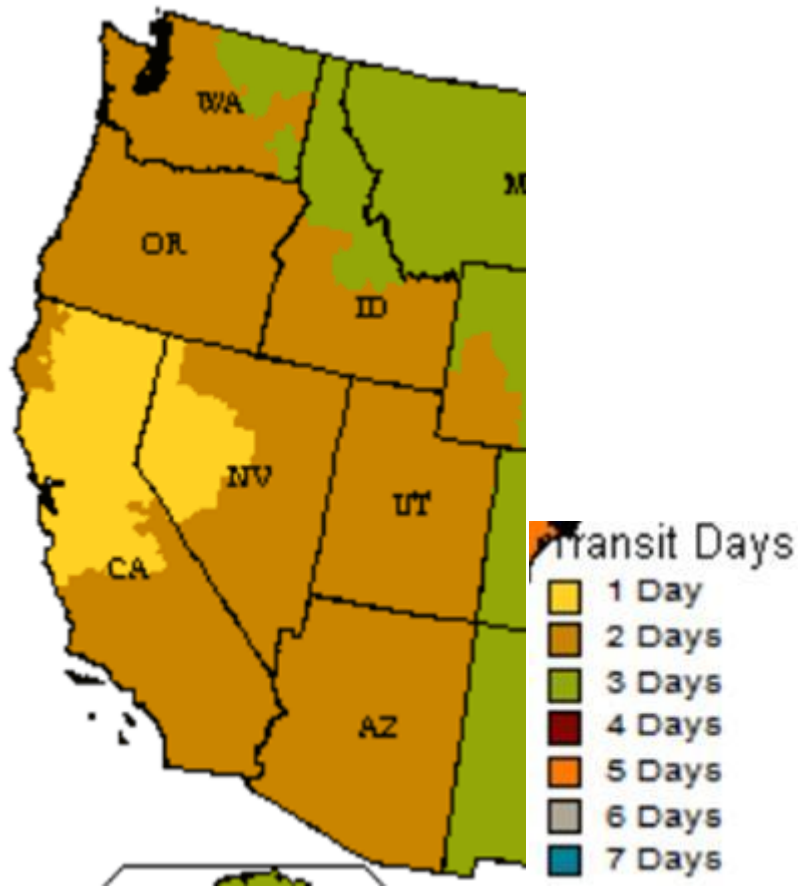 WA
M
OR
ID
NV
UT
CA
AZ
Transit Days
1 Day
2 Days
3 Days
4 Days
5 Days
6 Days
7 Days